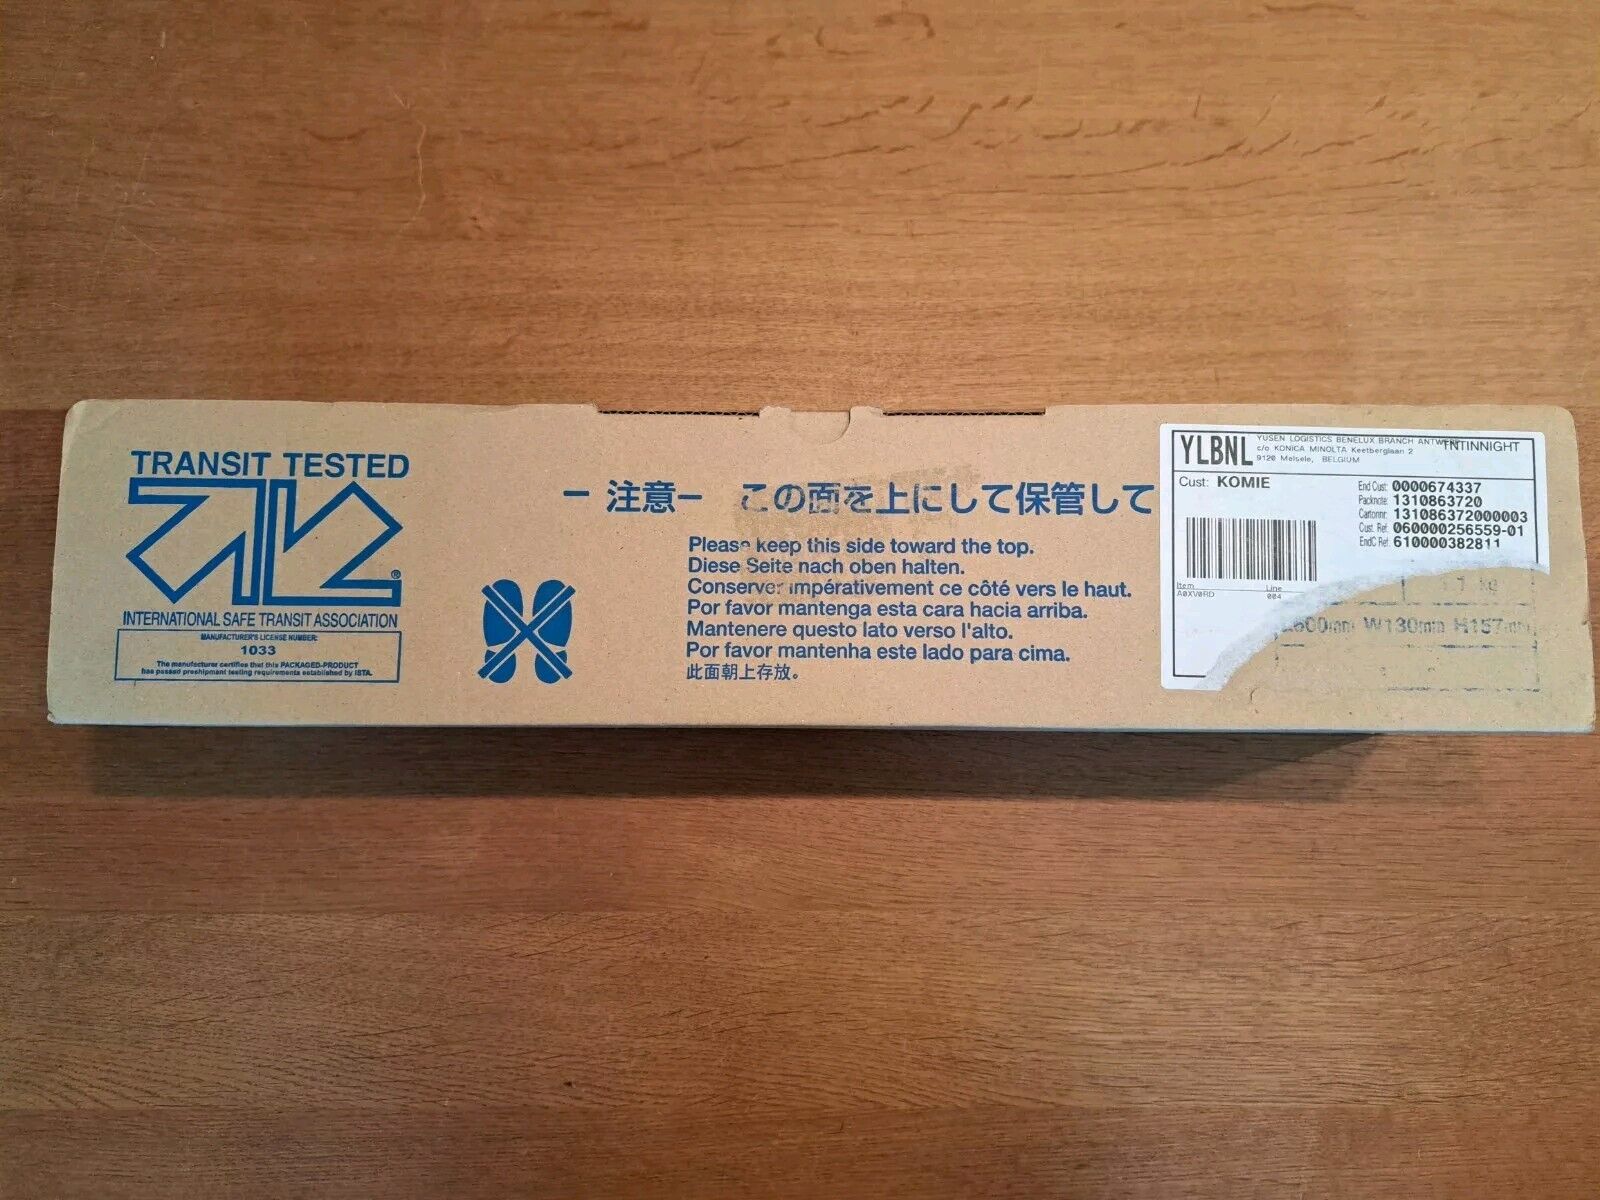 TRANSIT TESTED
®
INTERNATIONAL SAFE TRANSIT ASSOCIATION
MANUFACTURER'S LICENSE NUMBER:
1033
The manufacturer certifies that this PACKAGED-PRODUCT
has passed preshipment testing requirements established by ISTA.
－ 注意－ この面を上にして保管して
Please keep this side toward the top.
Diese Seite nach oben halten.
Conserver impérativement ce côté vers le haut.
Por favor mantenga esta cara hacia arriba.
Mantenere questo lato verso l'alto.
Por favor mantenha este lado para cima.
此面朝上存放。
YLBNL
YUSEN LOGISTICS BENELUX BRANCH ANTWERP
c/o KONICA MINOLTA Keetberglaan 2
9120 Melsele, BELGIUM
TNTINNIGHT
Cust: KOMIE
End Cust: 0000674337
Packnote: 1310863720
Cartonnr: 131086372000003
Cust. Ref: 060000256559-01
EndC Ref: 610000382811
Item Line
A0XV0RD 004
kg
W130mm H157mm